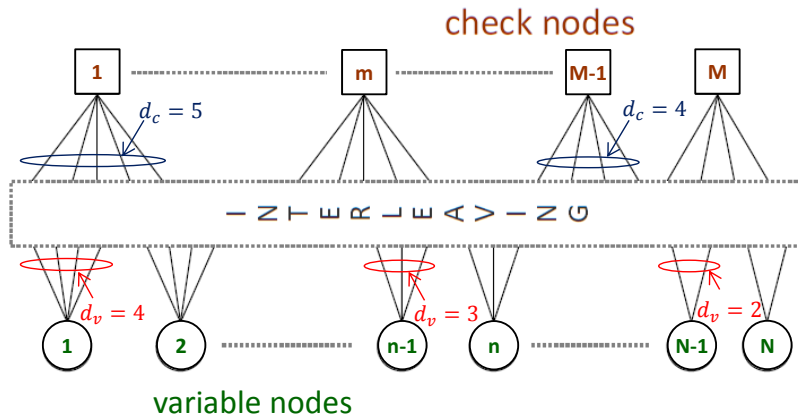 check nodes
1 m M-1 M
d_c = 5
d_c = 4
INTERLEAVING
d_v = 4
d_v = 3
d_v = 2
1 2 n-1 n N-1 N
variable nodes